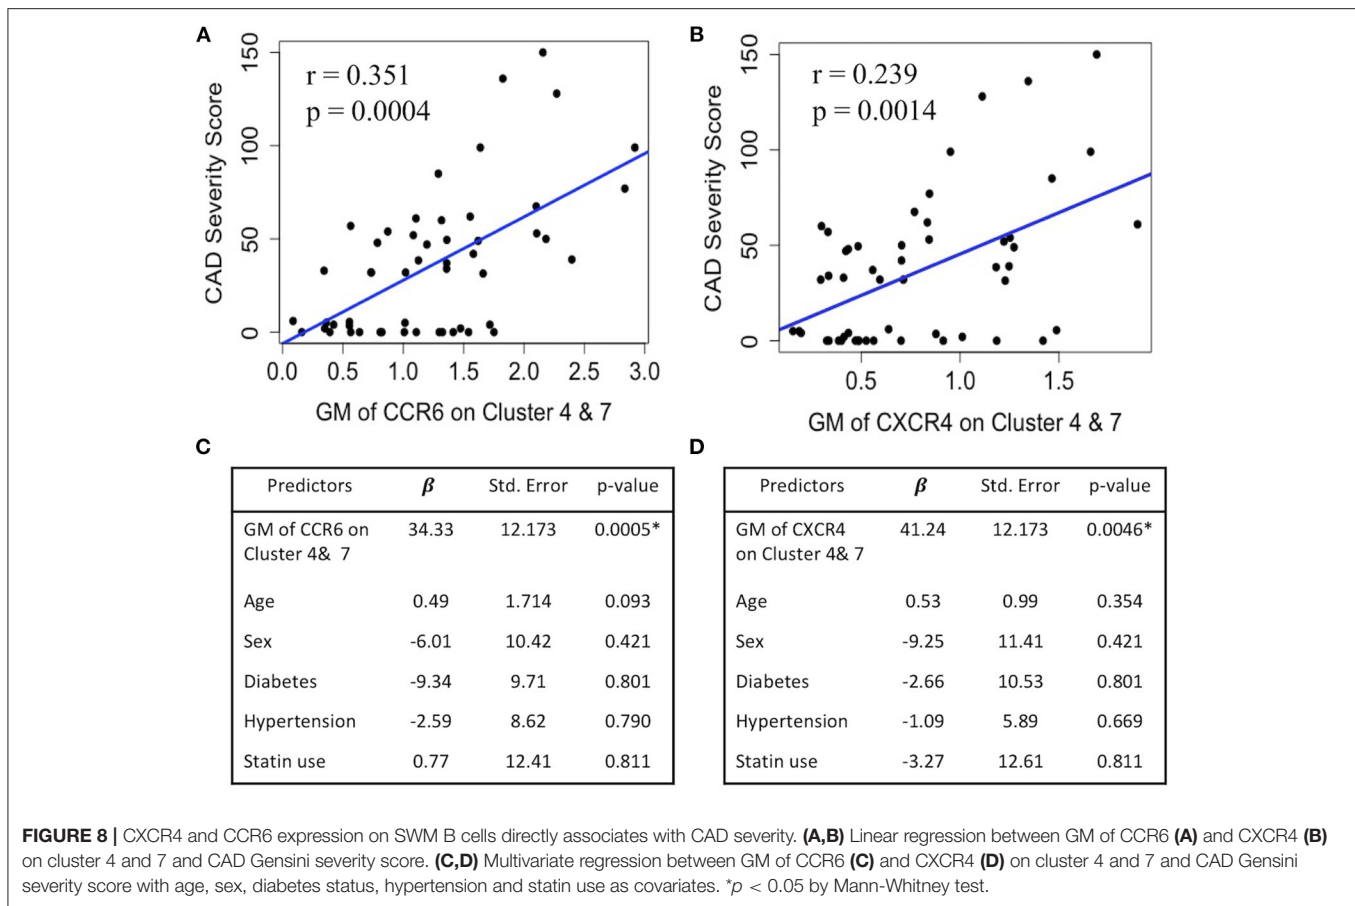 A
B
r = 0.351
p = 0.0004
CAD Severity Score
0 50 100 150
0.0 0.5 1.0 1.5 2.0 2.5 3.0
GM of CCR6 on Cluster 4 & 7
r = 0.239
p = 0.0014
CAD Severity Score
0 50 100 150
0.5 1.0 1.5
GM of CXCR4 on Cluster 4 & 7
C
Predictors β Std. Error p-value
GM of CCR6 on 34.33 12.173 0.0005*
Cluster 4& 7
Age 0.49 1.714 0.093
Sex -6.01 10.42 0.421
Diabetes -9.34 9.71 0.801
Hypertension -2.59 8.62 0.790
Statin use 0.77 12.41 0.811
D
Predictors β Std. Error p-value
GM of CXCR4 41.24 12.173 0.0046*
on Cluster 4& 7
Age 0.53 0.99 0.354
Sex -9.25 11.41 0.421
Diabetes -2.66 10.53 0.801
Hypertension -1.09 5.89 0.669
Statin use -3.27 12.61 0.811
FIGURE 8 | CXCR4 and CCR6 expression on SWM B cells directly associates with CAD severity. (A,B) Linear regression between GM of CCR6 (A) and CXCR4 (B)
on cluster 4 and 7 and CAD Gensini severity score. (C,D) Multivariate regression between GM of CCR6 (C) and CXCR4 (D) on cluster 4 and 7 and CAD Gensini
severity score with age, sex, diabetes status, hypertension and statin use as covariates. *p < 0.05 by Mann-Whitney test.